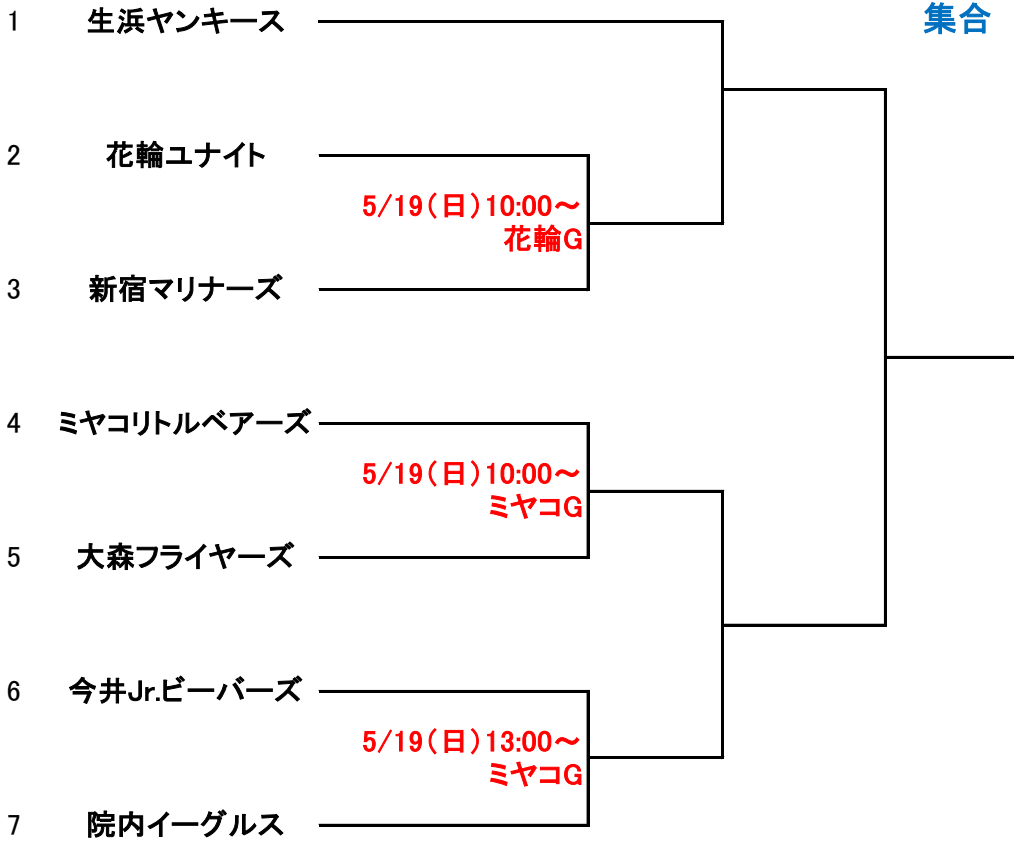 1 生浜ヤンキース
集合
2 花輪ユナイト
5/19(日)10:00~
花輪G
3 新宿マリナーズ
4 ミヤコリトルベアーズ
5/19(日)10:00~
ミヤコG
5 大森フライヤーズ
6 今井Jr.ビーバーズ
5/19(日)13:00~
ミヤコG
7 院内イーグルス